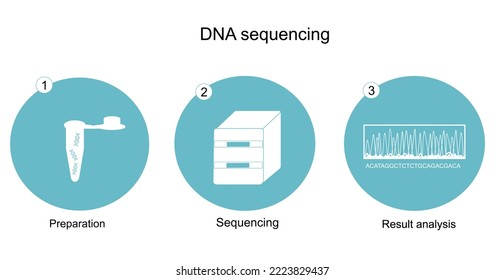 DNA sequencing
1
2
3
ACATAGGCTCTCTGCAGACGACA
Preparation
Sequencing
Result analysis
shutterstock.com · 2223829437